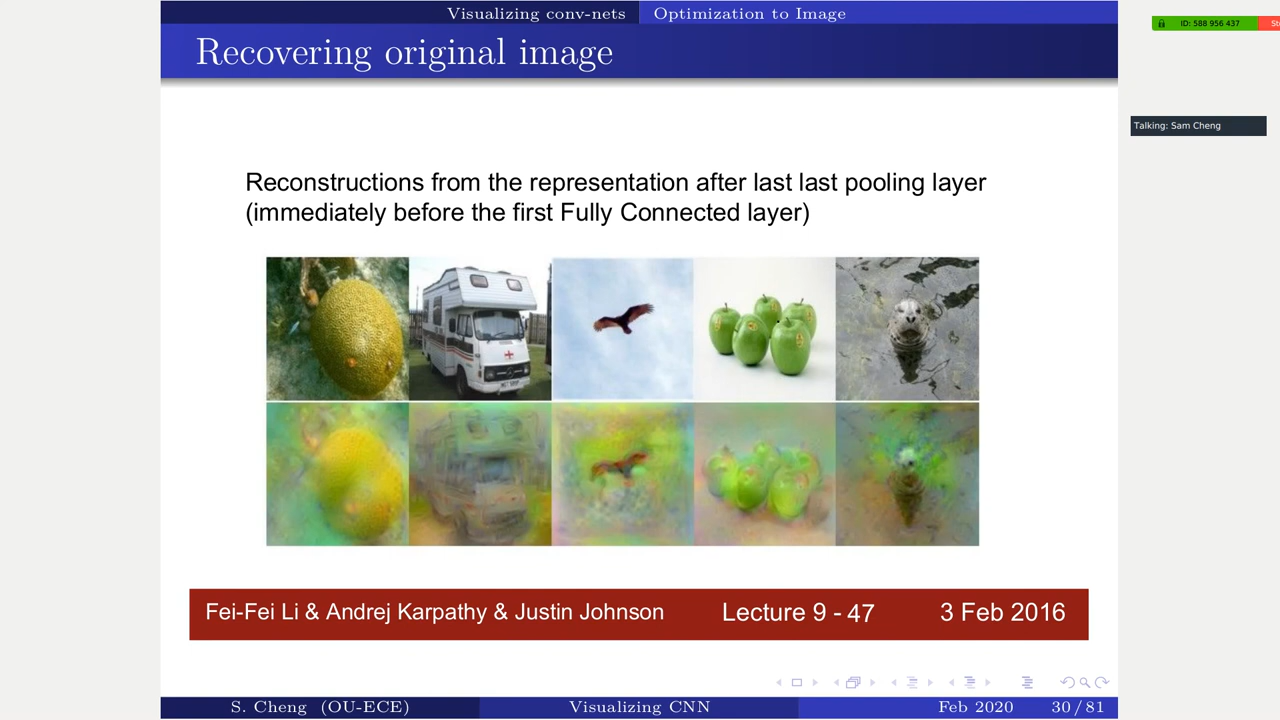 Visualizing conv-nets Optimization to Image
Recovering original image
ID: 588 956 437
Talking: Sam Cheng
Reconstructions from the representation after last last pooling layer
(immediately before the first Fully Connected layer)
Fei-Fei Li & Andrej Karpathy & Justin Johnson Lecture 9 - 47 3 Feb 2016
S. Cheng (OU-ECE) Visualizing CNN Feb 2020 30 / 81